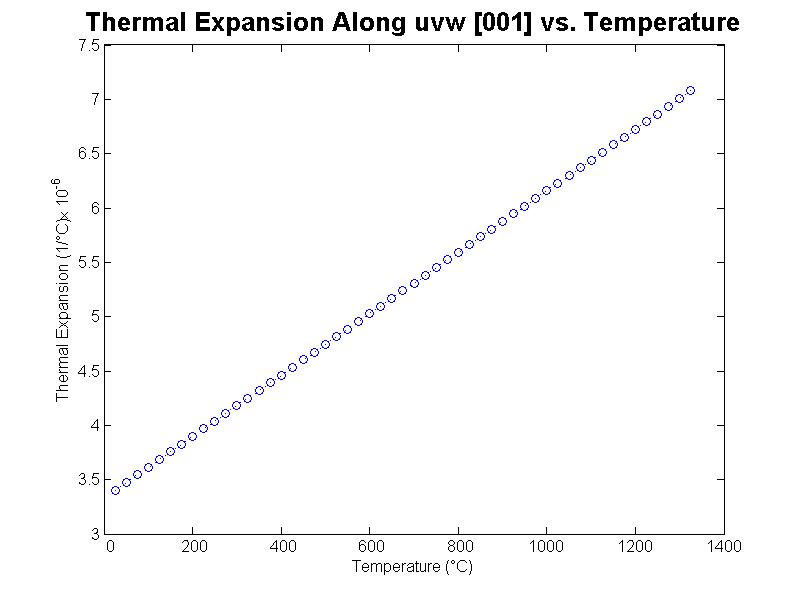 Thermal Expansion Along uvw [001] vs. Temperature
7.5
7
6.5
6
5.5
5
4.5
4
3.5
3
Thermal Expansion (1/°C)× 10⁻⁶
0 200 400 600 800 1000 1200 1400
Temperature (°C)